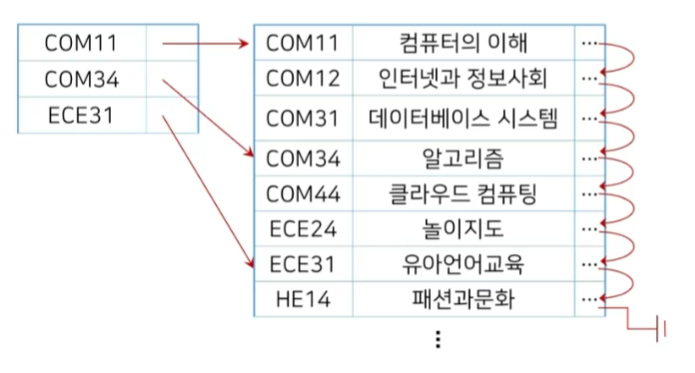 COM11
COM34
ECE31
COM11 컴퓨터의 이해 ...
COM12 인터넷과 정보사회 ...
COM31 데이터베이스 시스템 ...
COM34 알고리즘 ...
COM44 클라우드 컴퓨팅 ...
ECE24 놀이지도 ...
ECE31 유아언어교육 ...
HE14 패션과문화 ...
⋮